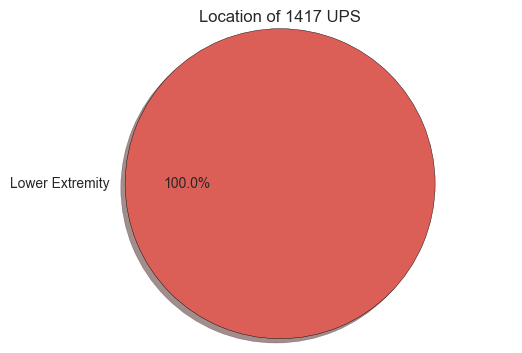 Location of 1417 UPS
Lower Extremity
100.0%